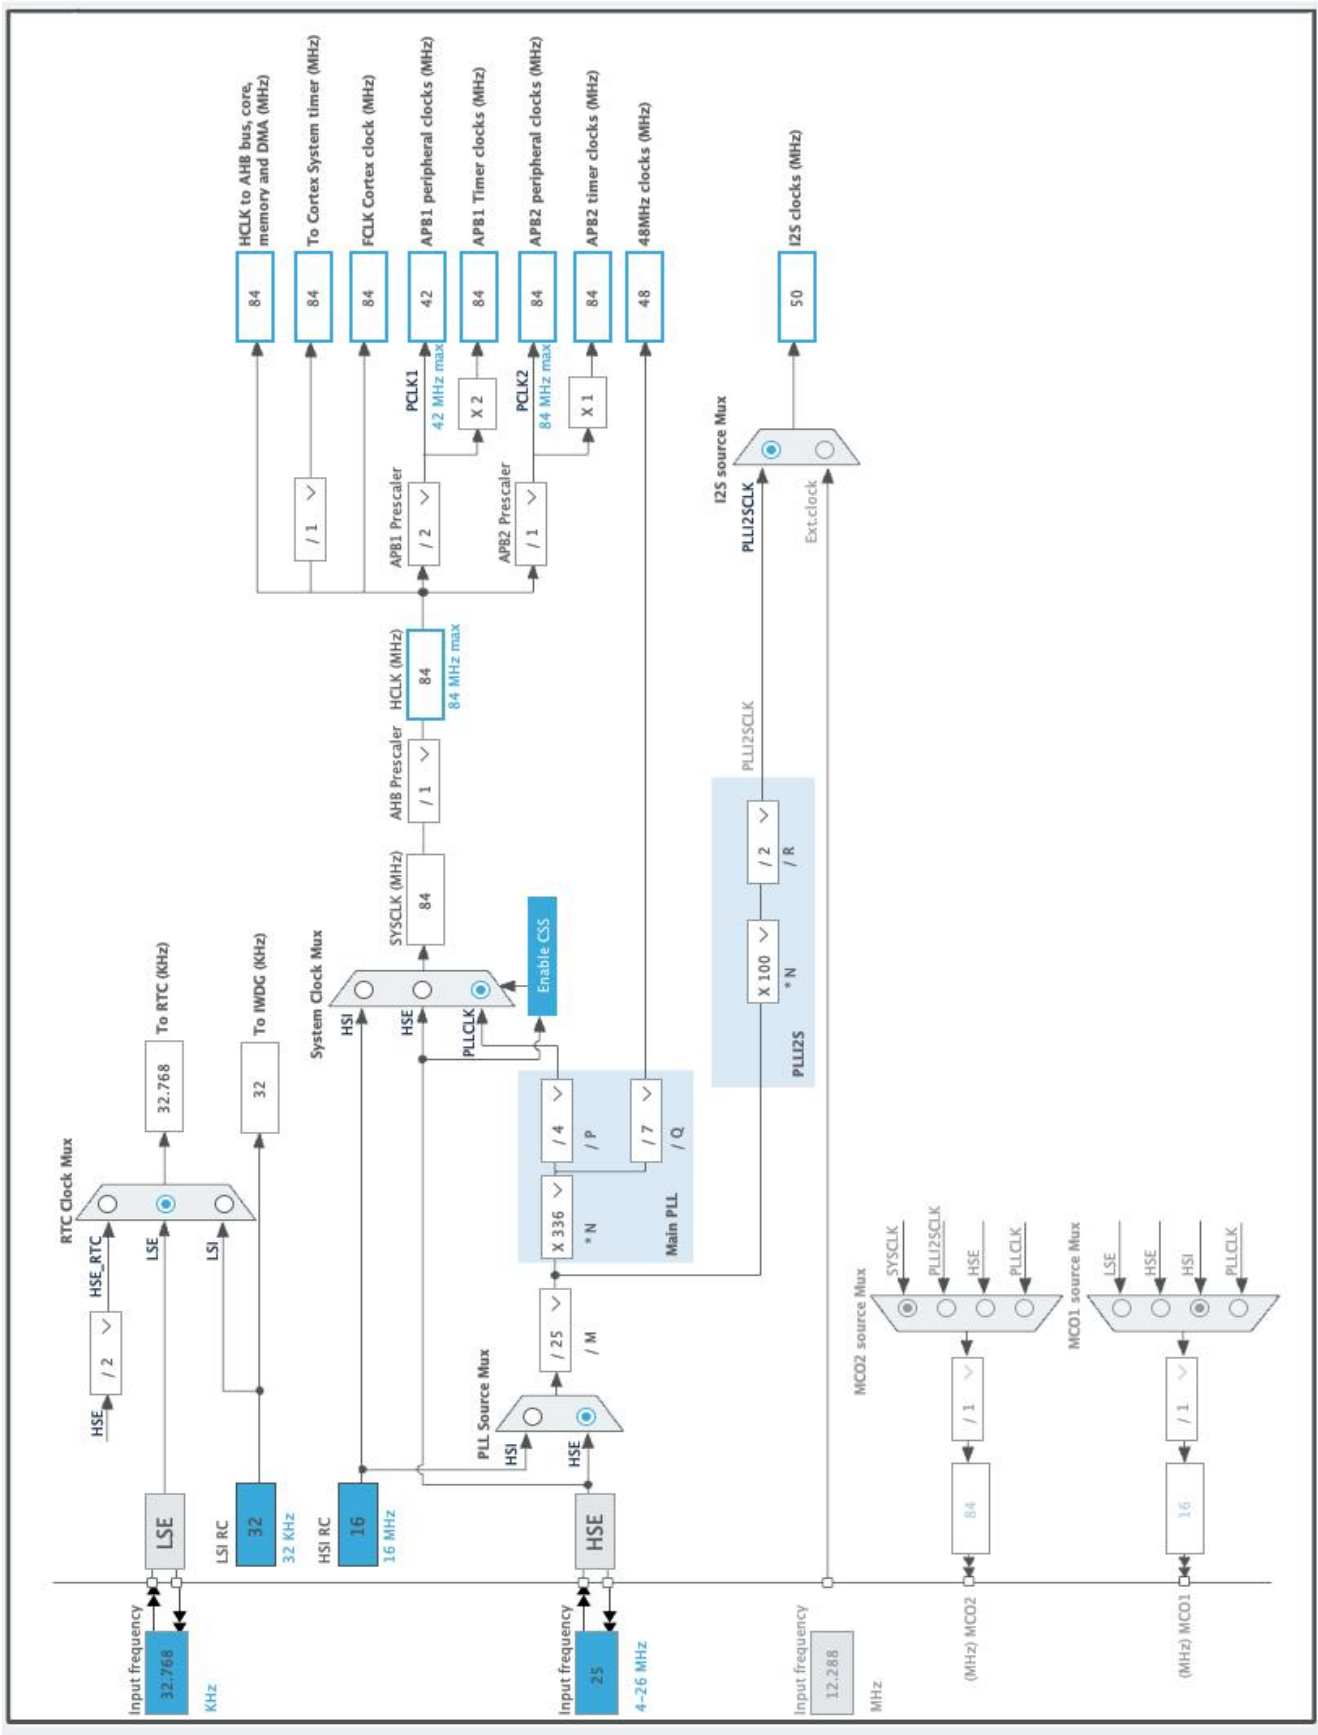 Input frequency
32.768
KHz
LSE
LSI RC
32
32 KHz
HSI RC
16
16 MHz
Input frequency
25
4-26 MHz
HSE
Input frequency
12.288
MHz
HSE
/ 2
HSE_RTC
LSE
LSI
RTC Clock Mux
32.768
To RTC (KHz)
32
To IWDG (KHz)
PLL Source Mux
HSI
HSE
/ 25
/ M
X 336
* N
/ 4
/ P
/ 7
/ Q
Main PLL
System Clock Mux
HSI
HSE
PLLCLK
Enable CSS
SYSCLK (MHz)
84
AHB Prescaler
/ 1
HCLK (MHz)
84
84 MHz max
/ 1
APB1 Prescaler
/ 2
PCLK1
42 MHz max
X 2
APB2 Prescaler
/ 1
PCLK2
84 MHz max
X 1
84
HCLK to AHB bus, core,
memory and DMA (MHz)
84
To Cortex System timer (MHz)
84
FCLK Cortex clock (MHz)
42
APB1 peripheral clocks (MHz)
84
APB1 Timer clocks (MHz)
84
APB2 peripheral clocks (MHz)
84
APB2 timer clocks (MHz)
48
48MHz clocks (MHz)
PLLI2S
X 100
* N
/ 2
/ R
PLLI2SCLK
PLLI2SCLK
Ext.clock
I2S source Mux
50
I2S clocks (MHz)
MCO2 source Mux
SYSCLK
PLLI2SCLK
HSE
PLLCLK
/ 1
84
(MHz) MCO2
MCO1 source Mux
LSE
HSE
HSI
PLLCLK
/ 1
16
(MHz) MCO1